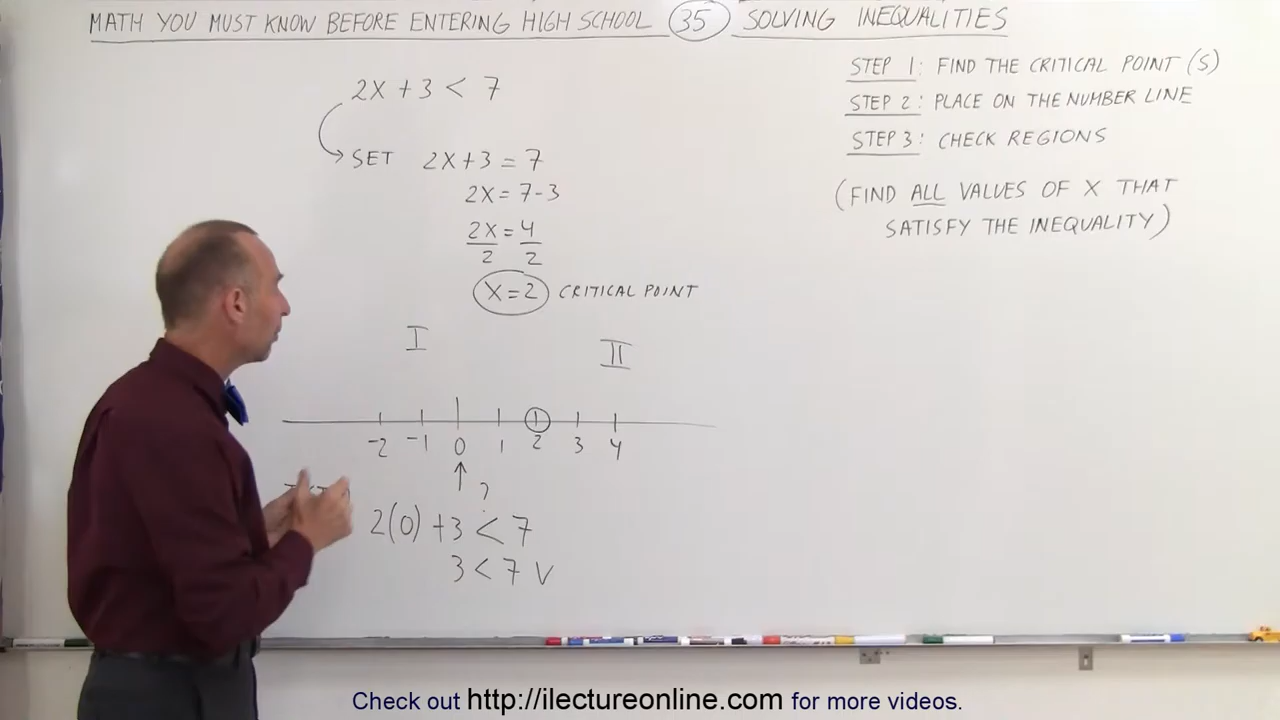 MATH YOU MUST KNOW BEFORE ENTERING HIGH SCHOOL 35 SOLVING INEQUALITIES
2X + 3 < 7
SET 2X+3 = 7
2X = 7-3
2X = 4
2 2
X = 2 CRITICAL POINT
I II
-2 -1 0 1 2 3 4
?
2(0) + 3 < 7
3 < 7 V
STEP 1: FIND THE CRITICAL POINT (S)
STEP 2: PLACE ON THE NUMBER LINE
STEP 3: CHECK REGIONS
(FIND ALL VALUES OF X THAT
SATISFY THE INEQUALITY)
Check out http://ilectureonline.com for more videos.